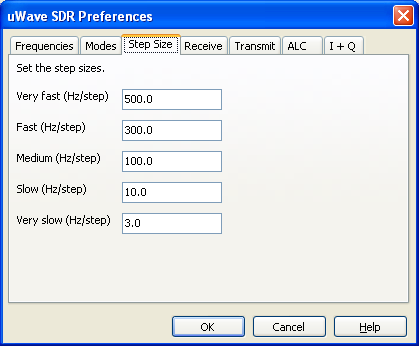 uWave SDR Preferences
Frequencies Modes Step Size Receive Transmit ALC I + Q
Set the step sizes.
Very fast (Hz/step) 500.0
Fast (Hz/step) 300.0
Medium (Hz/step) 100.0
Slow (Hz/step) 10.0
Very slow (Hz/step) 3.0
OK Cancel Help